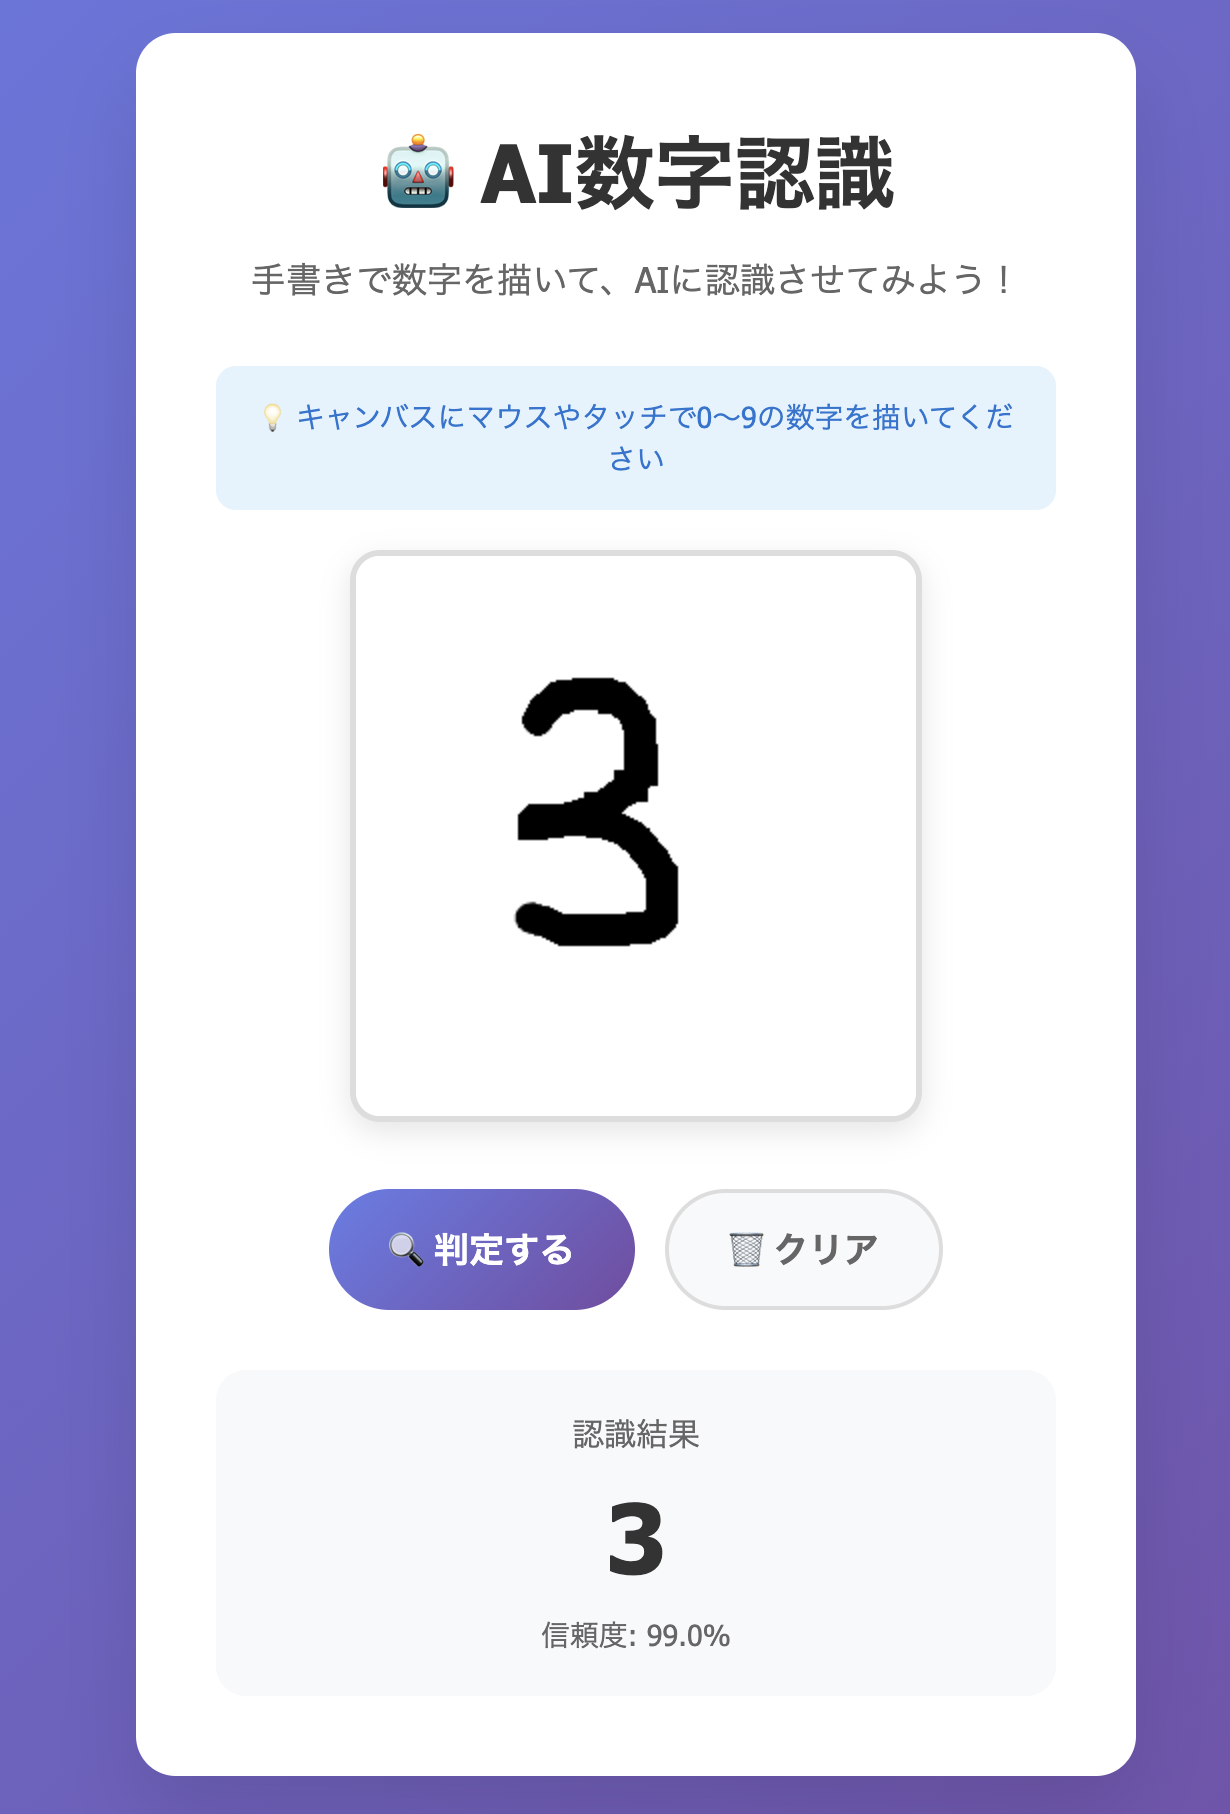 🤖 AI数字認識
手書きで数字を描いて、AIに認識させてみよう！
💡 キャンバスにマウスやタッチで0〜9の数字を描いてくだ
さい
3
🔍 判定する
🗑️ クリア
認識結果
3
信頼度: 99.0%